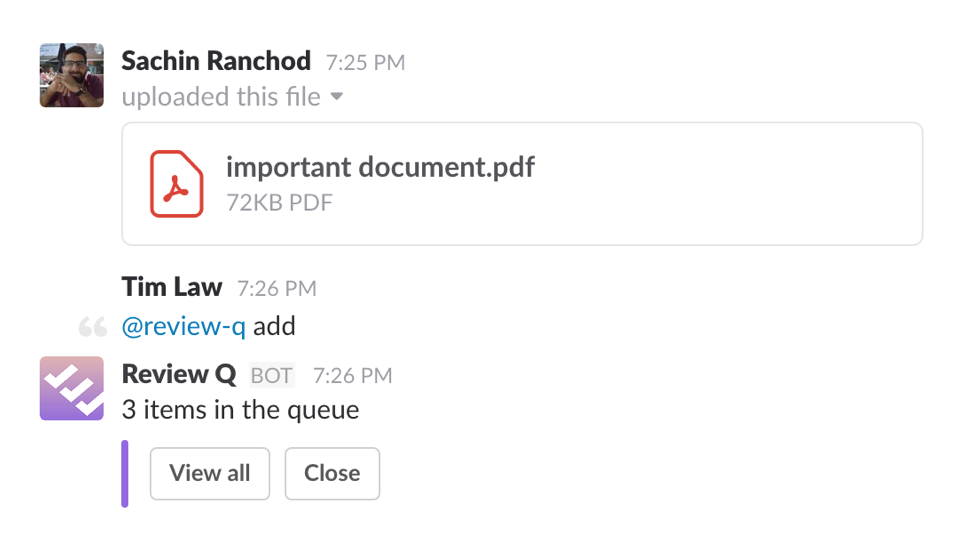 Sachin Ranchod 7:25 PM
uploaded this file
important document.pdf
72KB PDF
Tim Law 7:26 PM
@review-q add
Review Q BOT 7:26 PM
3 items in the queue
View all Close